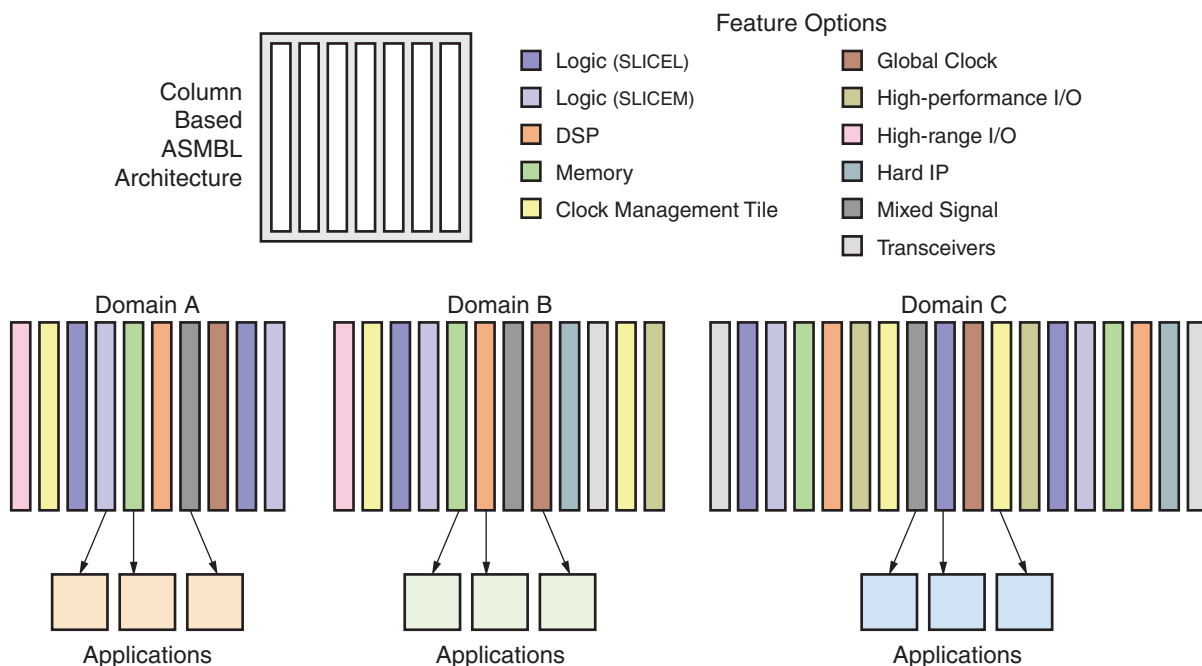 Column
Based
ASMBL
Architecture
Feature Options
Logic (SLICEL)
Logic (SLICEM)
DSP
Memory
Clock Management Tile
Global Clock
High-performance I/O
High-range I/O
Hard IP
Mixed Signal
Transceivers
Domain A
Domain B
Domain C
Applications
Applications
Applications